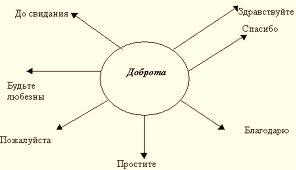 До свидания
Здравствуйте
Спасибо
Доброта
Будьте
любезны
Пожалуйста
Благодарю
Простите